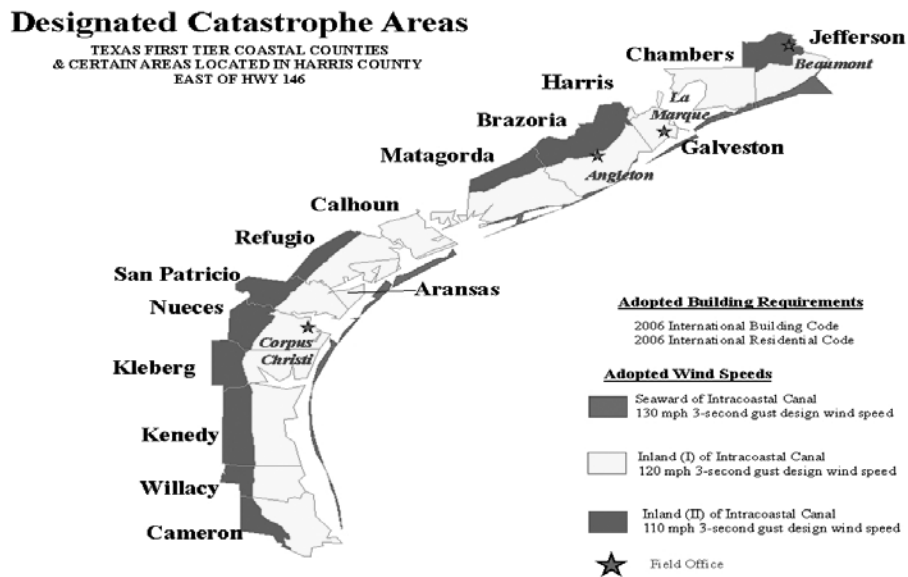 Designated Catastrophe Areas
TEXAS FIRST TIER COASTAL COUNTIES
& CERTAIN AREAS LOCATED IN HARRIS COUNTY
EAST OF HWY 146
Jefferson
Chambers
Beaumont
Harris
La
Marque
Brazoria
Galveston
Matagorda
Angleton
Calhoun
Refugio
San Patricio
Aransas
Nueces
Corpus
Christi
Kleberg
Kenedy
Willacy
Cameron
Adopted Building Requirements
2006 International Building Code
2006 International Residential Code
Adopted Wind Speeds
Seaward of Intracoastal Canal
130 mph 3-second gust design wind speed
Inland (I) of Intracoastal Canal
120 mph 3-second gust design wind speed
Inland (II) of Intracoastal Canal
110 mph 3-second gust design wind speed
Field Office